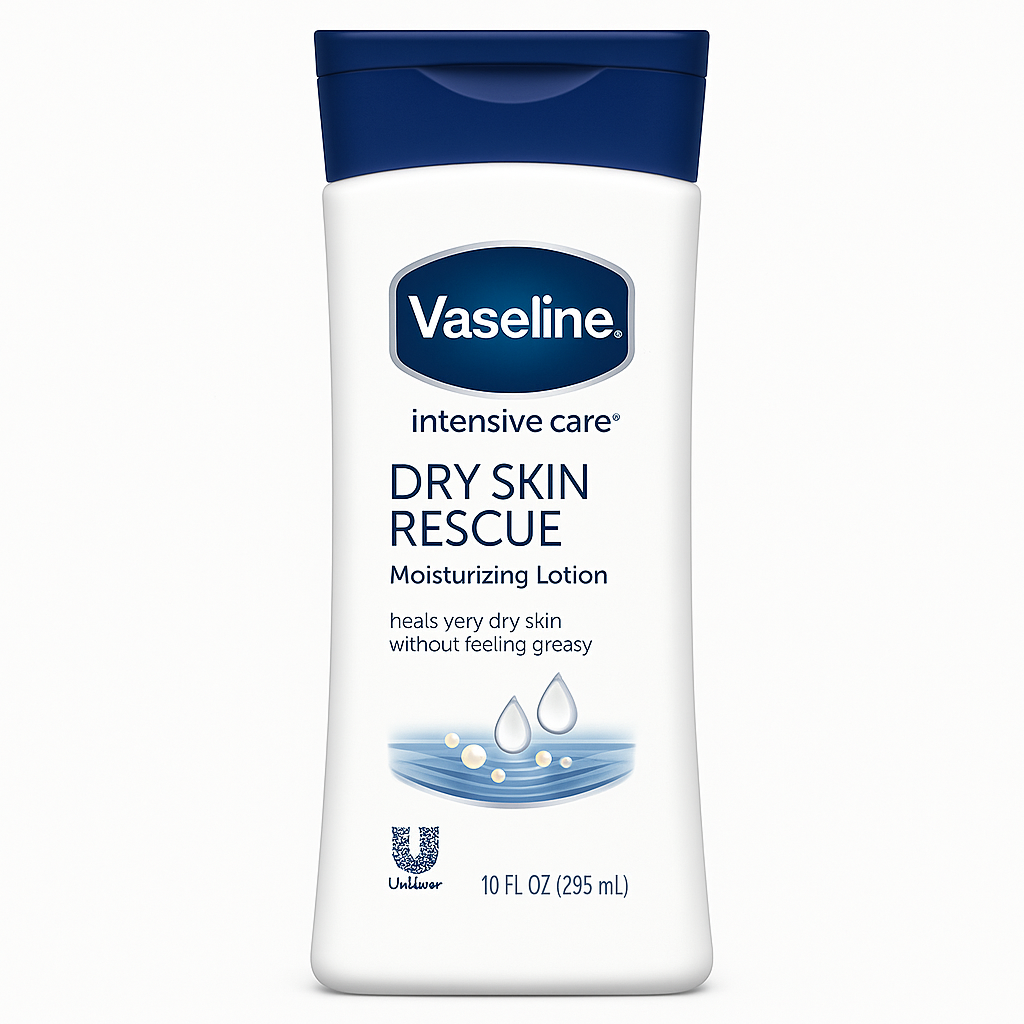 Vaseline®
intensive care®
DRY SKIN
RESCUE
Moisturizing Lotion
heals yery dry skin
without feeling greasy
U
10 FL OZ (295 mL)